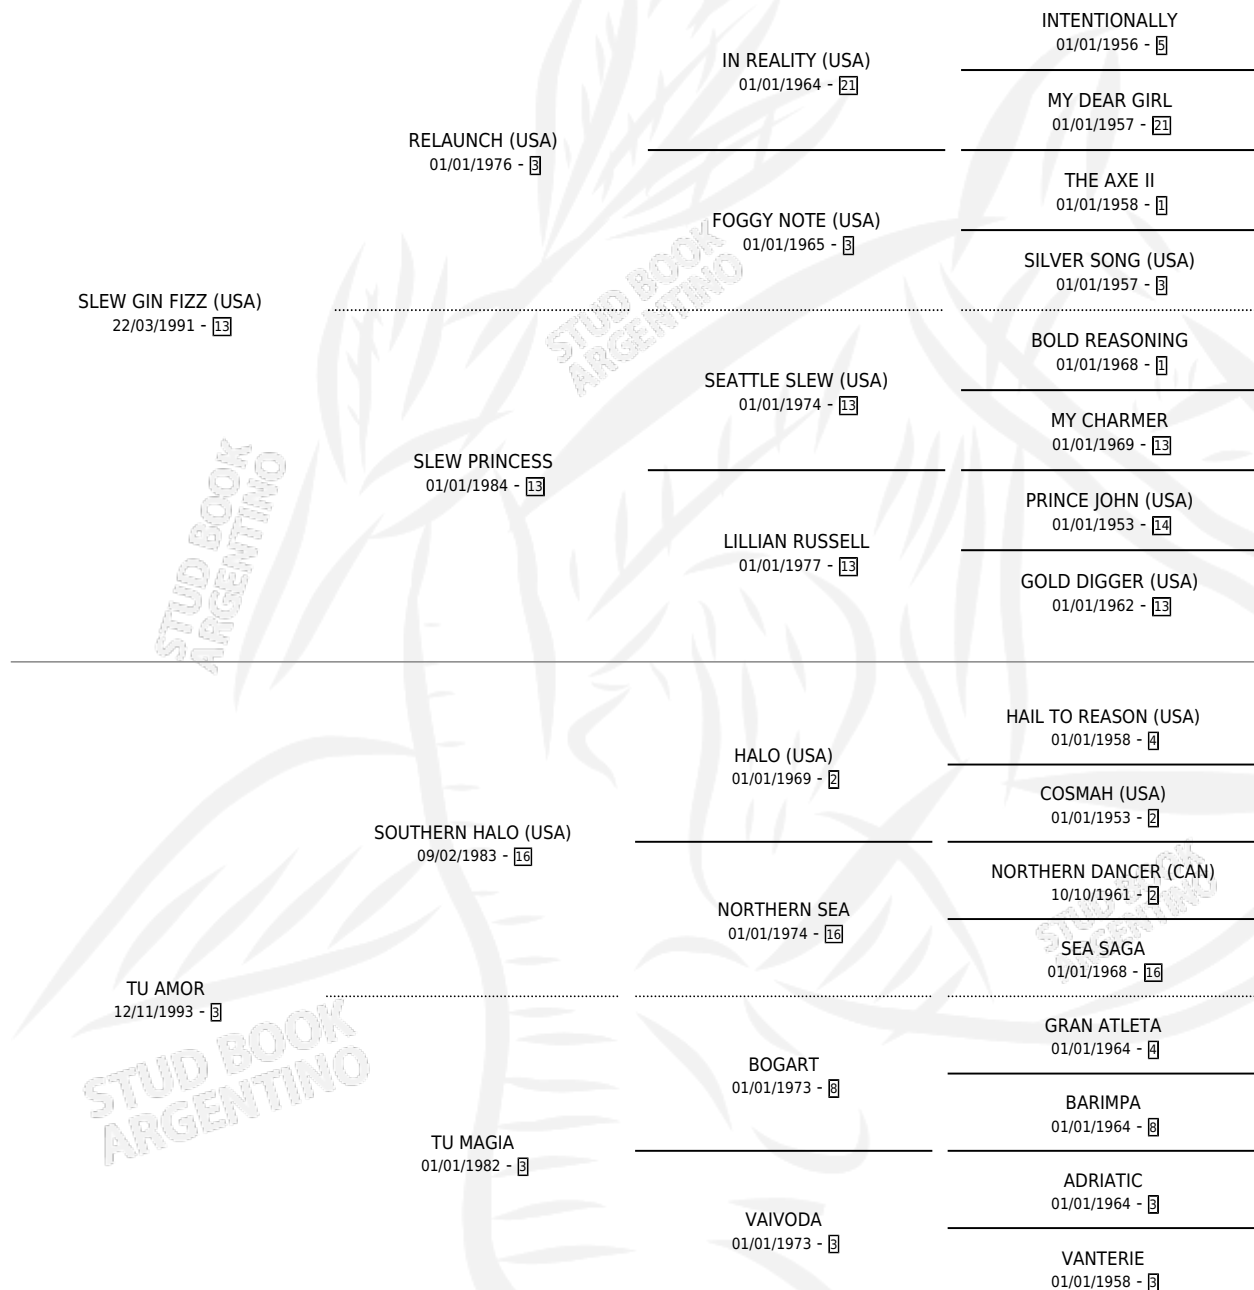 INTENTIONALLY
01/01/1956 - 5
IN REALITY (USA)
01/01/1964 - 21
MY DEAR GIRL
01/01/1957 - 21
RELAUNCH (USA)
01/01/1976 - 3
THE AXE II
01/01/1958 - 1
FOGGY NOTE (USA)
01/01/1965 - 3
SILVER SONG (USA)
01/01/1957 - 3
SLEW GIN FIZZ (USA)
22/03/1991 - 13
STUD BOOK
ARGENTINO
BOLD REASONING
01/01/1968 - 1
SEATTLE SLEW (USA)
01/01/1974 - 13
MY CHARMER
01/01/1969 - 13
SLEW PRINCESS
01/01/1984 - 13
PRINCE JOHN (USA)
01/01/1953 - 14
LILLIAN RUSSELL
01/01/1977 - 13
GOLD DIGGER (USA)
01/01/1962 - 13
STUD BOOK
ARGENTINO
HAIL TO REASON (USA)
01/01/1958 - 4
HALO (USA)
01/01/1969 - 2
COSMAH (USA)
01/01/1953 - 2
SOUTHERN HALO (USA)
09/02/1983 - 16
NORTHERN DANCER (CAN)
10/10/1961 - 2
NORTHERN SEA
01/01/1974 - 16
STUD BOOK
ARGENTINO
SEA SAGA
01/01/1968 - 16
TU AMOR
12/11/1993 - 3
STUD BOOK
ARGENTINO
GRAN ATLETA
01/01/1964 - 4
BOGART
01/01/1973 - 8
BARIMPA
01/01/1964 - 8
TU MAGIA
01/01/1982 - 3
ADRIATIC
01/01/1964 - 3
VAIVODA
01/01/1973 - 3
VANTERIE
01/01/1958 - 3